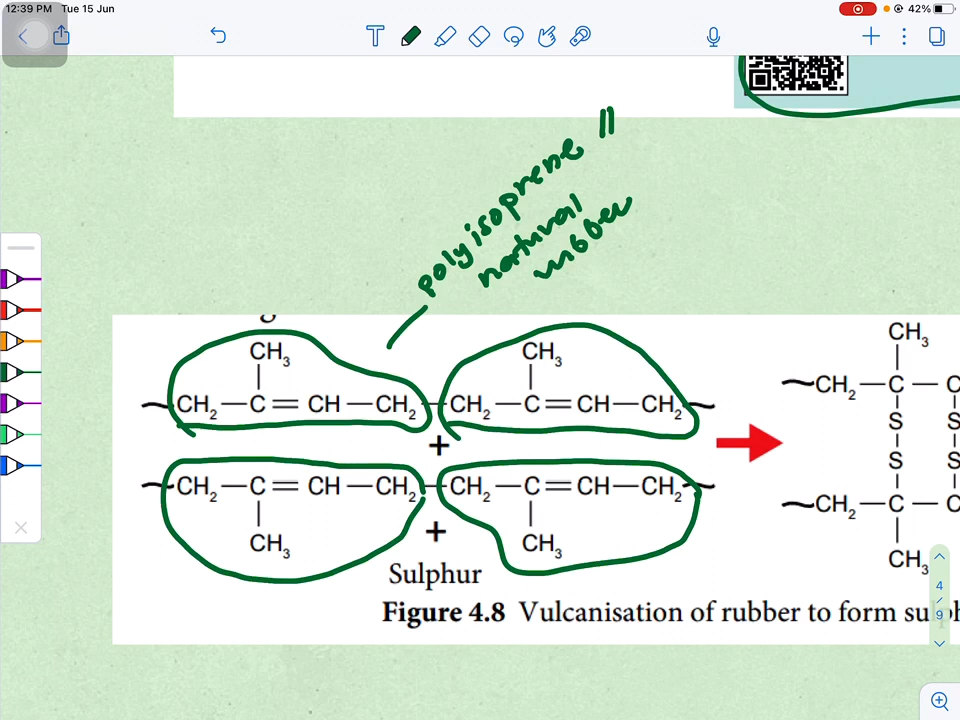 12:39 PM Tue 15 Jun
42%
polyisoprene
natural
rubber
CH3 CH3 CH3
CH2—C=CH—CH2—CH2—C=CH—CH2 CH2—C—C
S S
+
S S
CH2—C=CH—CH2—CH2—C=CH—CH2 CH2—C—C
+
CH3 CH3 CH3
Sulphur
4
/
9
Figure 4.8 Vulcanisation of rubber to form